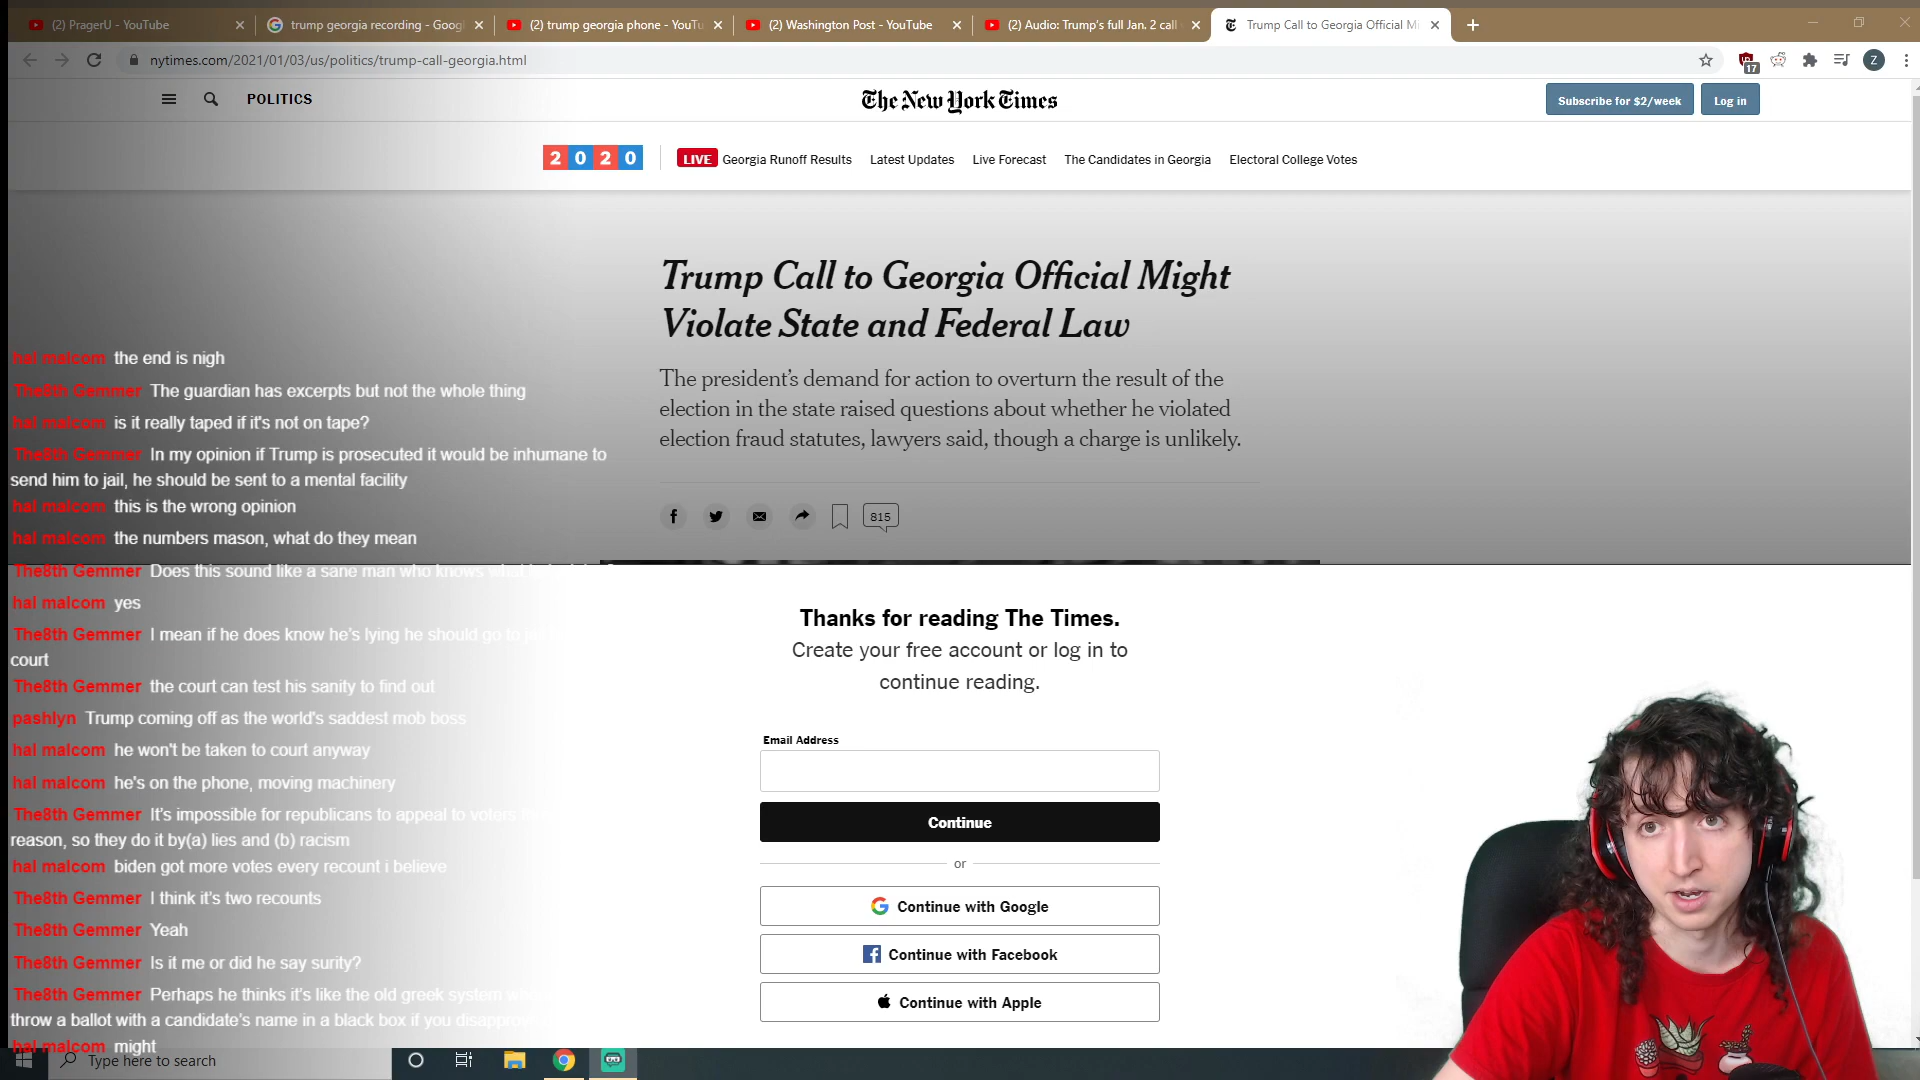 (2) PragerU - YouTube
trump georgia recording - Goog
(2) trump georgia phone - YouTu
(2) Washington Post - YouTube
(2) Audio: Trump's full Jan. 2 call
Trump Call to Georgia Official Mi
nytimes.com/2021/01/03/us/politics/trump-call-georgia.html
17
Z
POLITICS
The New York Times
Subscribe for $2/week
Log in
2020
LIVE Georgia Runoff Results
Latest Updates
Live Forecast
The Candidates in Georgia
Electoral College Votes
Trump Call to Georgia Official Might
Violate State and Federal Law
The president's demand for action to overturn the result of the
election in the state raised questions about whether he violated
election fraud statutes, lawyers said, though a charge is unlikely.
815
hal malcom the end is nigh
The8th Gemmer The guardian has excerpts but not the whole thing
hal malcom is it really taped if it's not on tape?
The8th Gemmer In my opinion if Trump is prosecuted it would be inhumane to
send him to jail, he should be sent to a mental facility
hal malcom this is the wrong opinion
hal malcom the numbers mason, what do they mean
The8th Gemmer Does this sound like a sane man who knows
hal malcom yes
The8th Gemmer I mean if he does know he's lying he should go to
court
The8th Gemmer the court can test his sanity to find out
pashlyn Trump coming off as the world's saddest mob boss
hal malcom he won't be taken to court anyway
hal malcom he's on the phone, moving machinery
The8th Gemmer It's impossible for republicans to appeal to voters
reason, so they do it by(a) lies and (b) racism
hal malcom biden got more votes every recount i believe
The8th Gemmer I think it's two recounts
The8th Gemmer Yeah
The8th Gemmer Is it me or did he say surity?
The8th Gemmer Perhaps he thinks it's like the old greek system
throw a ballot with a candidate's name in a black box if you
hal malcom might
Thanks for reading The Times.
Create your free account or log in to
continue reading.
Email Address
Continue
or
Continue with Google
Continue with Facebook
Continue with Apple
Type here to search